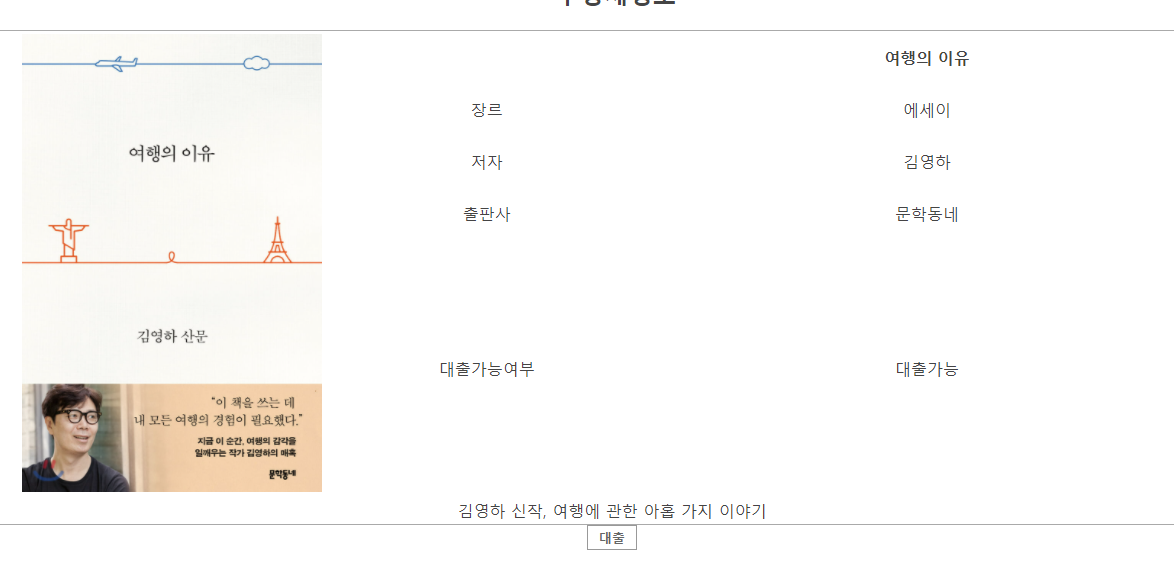 여행의 이유
장르 에세이
저자 김영하
출판사 문학동네
대출가능여부 대출가능
여행의 이유
김영하 산문
“이 책을 쓰는 데
내 모든 여행의 경험이 필요했다.”
지금 이 순간, 여행의 감각을
일깨우는 작가 김영하의 매혹
문학동네
김영하 신작, 여행에 관한 아홉 가지 이야기
대출